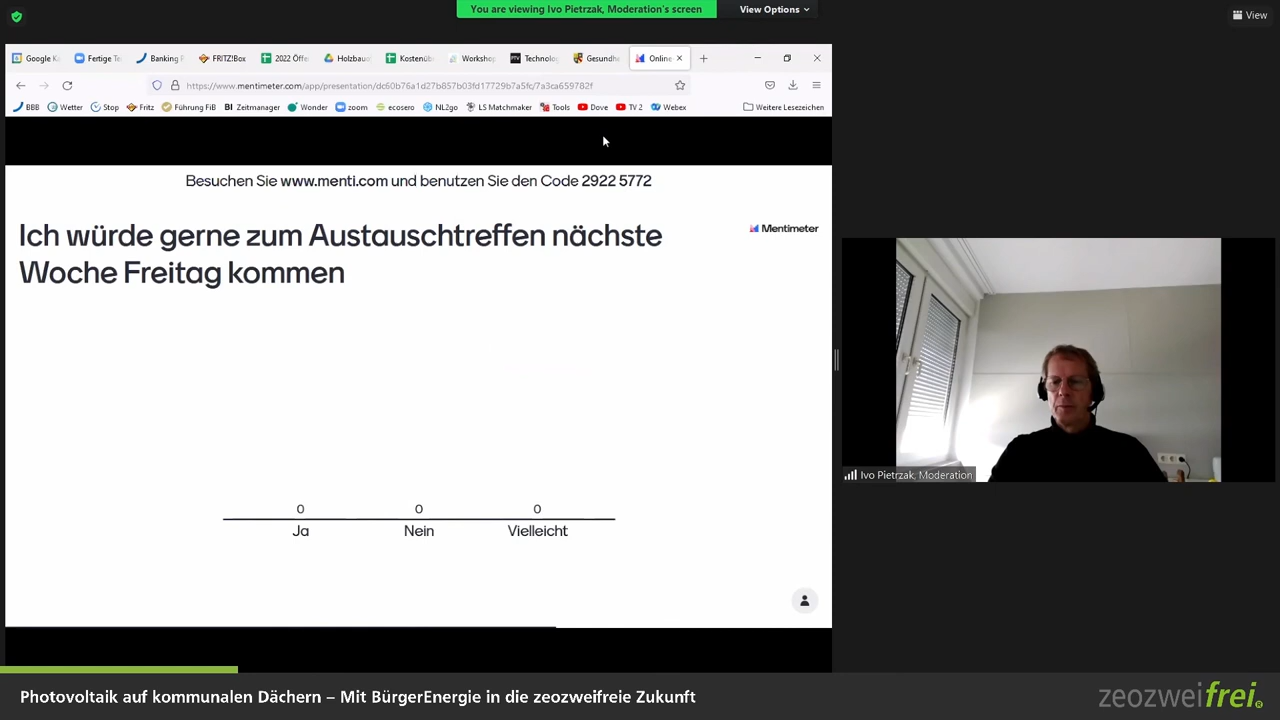 You are viewing Ivo Pietrzak, Moderation's screen
View Options
View
Google K
Fertige Te
Banking
FRITZ!Box
2022 Öffe
Holzbau
Kostenüb
Workshop
Technolo
Gesundhe
Online
https://www.mentimeter.com/app/presentation/dc60b76a1d27b857b03fd17729b7a5fc/7a3ca659782f
BBB
Wetter
Stop
Fritz
Führung FiB
BI Zeitmanager
Wonder
zoom
ecosero
NL2go
LS Matchmaker
Tools
Dove
TV 2
Webex
Weitere Lesezeichen
Besuchen Sie www.menti.com und benutzen Sie den Code 2922 5772
Ich würde gerne zum Austauschtreffen nächste
Woche Freitag kommen
Mentimeter
0 0 0
Ja Nein Vielleicht
Ivo Pietrzak, Moderation
Photovoltaik auf kommunalen Dächern – Mit BürgerEnergie in die zeozweifreie Zukunft
zeozweifrei